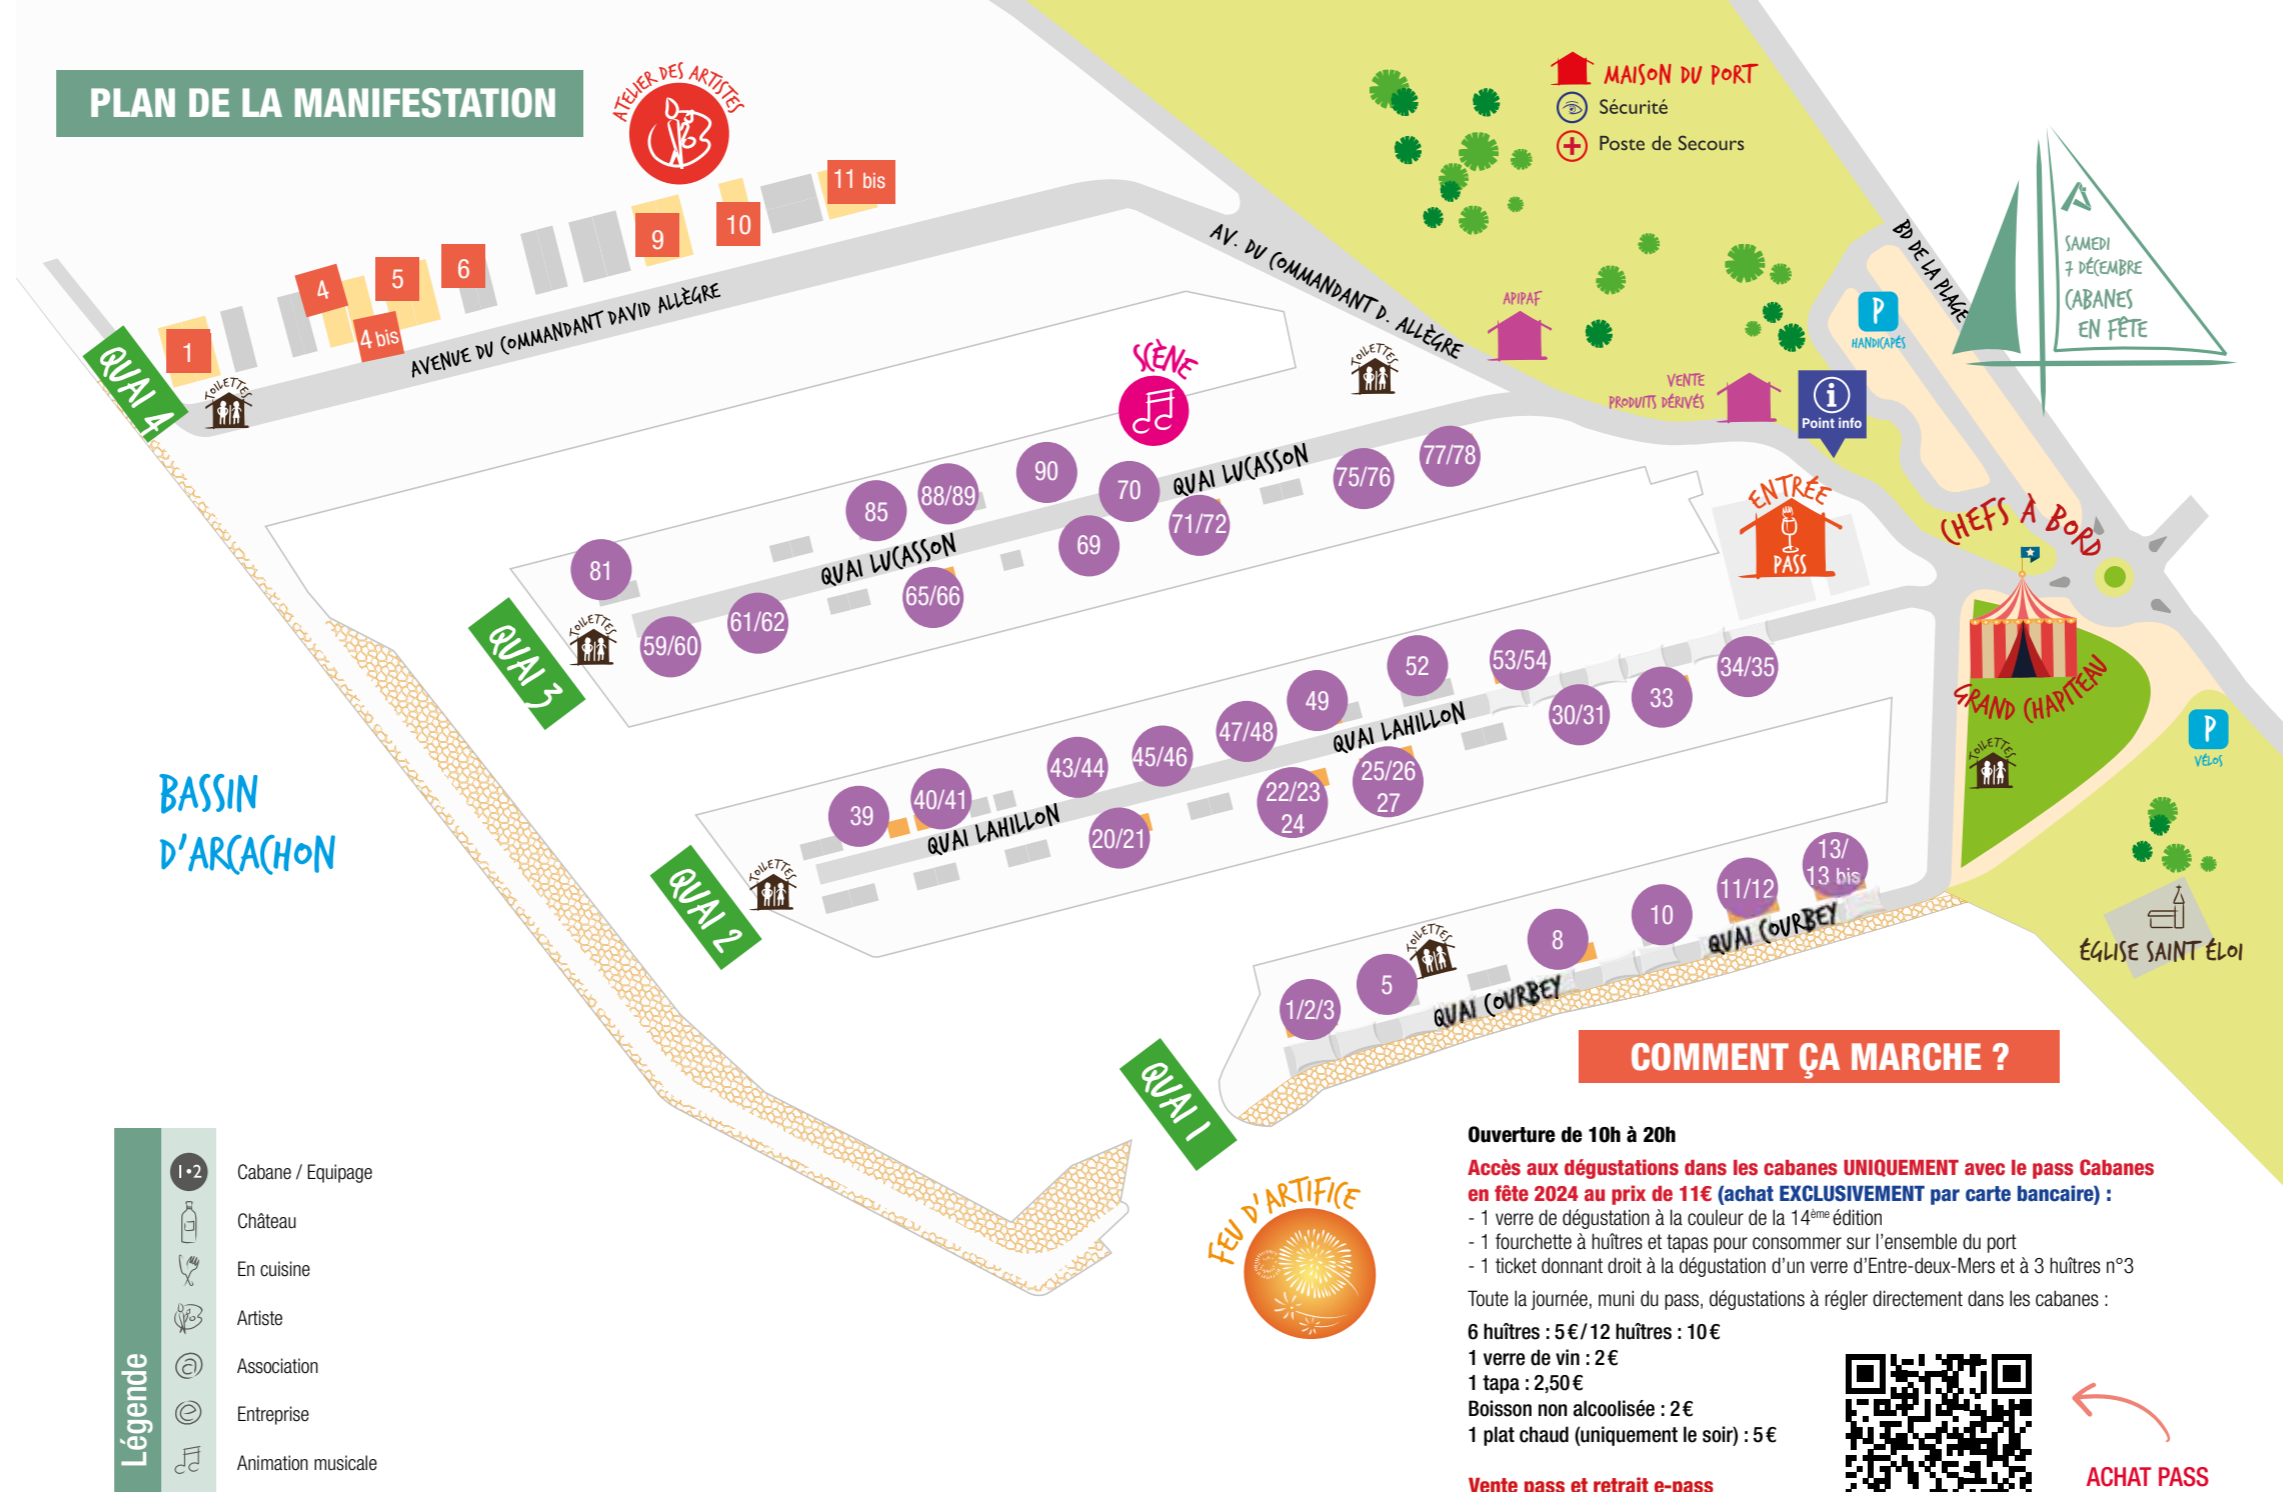 PLAN DE LA MANIFESTATION
ATELIER DES ARTISTES
MAISON DU PORT
Sécurité
Poste de Secours
11 bis
10
9
6
5
4
4 bis
1
QUAI 4
TOILETTES
AVENUE DU COMMANDANT DAVID ALLÈGRE
AV. DU COMMANDANT D. ALLÈGRE
BD DE LA PLAGE
SAMEDI
7 DÉCEMBRE
CABANES
EN FÊTE
P
HANDICAPÉS
APIPAF
VENTE
PRODUITS DÉRIVÉS
i
Point info
SCÈNE
TOILETTES
ENTRÉE
PASS
CHEFS À BORD
GRAND CHAPITEAU
TOILETTES
P
VÉLOS
ÉGLISE SAINT ÉLOI
77/78
75/76
QUAI LUCASSON
71/72
70
69
90
88/89
85
QUAI LUCASSON
65/66
61/62
59/60
81
TOILETTES
QUAI 3
34/35
33
30/31
53/54
52
QUAI LAHILLON
49
47/48
25/26
27
22/23
24
45/46
43/44
20/21
QUAI LAHILLON
40/41
39
TOILETTES
QUAI 2
BASSIN
D'ARCACHON
13/
13 bis
11/12
QUAI COURBEY
10
8
TOILETTES
5
QUAI COURBEY
1/2/3
QUAI 1
FEU D'ARTIFICE
Légende
1•2
Cabane / Equipage
Château
En cuisine
Artiste
a
Association
e
Entreprise
Animation musicale
COMMENT ÇA MARCHE ?
Ouverture de 10h à 20h
Accès aux dégustations dans les cabanes UNIQUEMENT avec le pass Cabanes
en fête 2024 au prix de 11€ (achat EXCLUSIVEMENT par carte bancaire) :
- 1 verre de dégustation à la couleur de la 14ème édition
- 1 fourchette à huîtres et tapas pour consommer sur l'ensemble du port
- 1 ticket donnant droit à la dégustation d'un verre d'Entre-deux-Mers et à 3 huîtres n°3
Toute la journée, muni du pass, dégustations à régler directement dans les cabanes :
6 huîtres : 5 € / 12 huîtres : 10 €
1 verre de vin : 2 €
1 tapa : 2,50 €
Boisson non alcoolisée : 2 €
1 plat chaud (uniquement le soir) : 5 €
Vente pass et retrait e-pass
ACHAT PASS